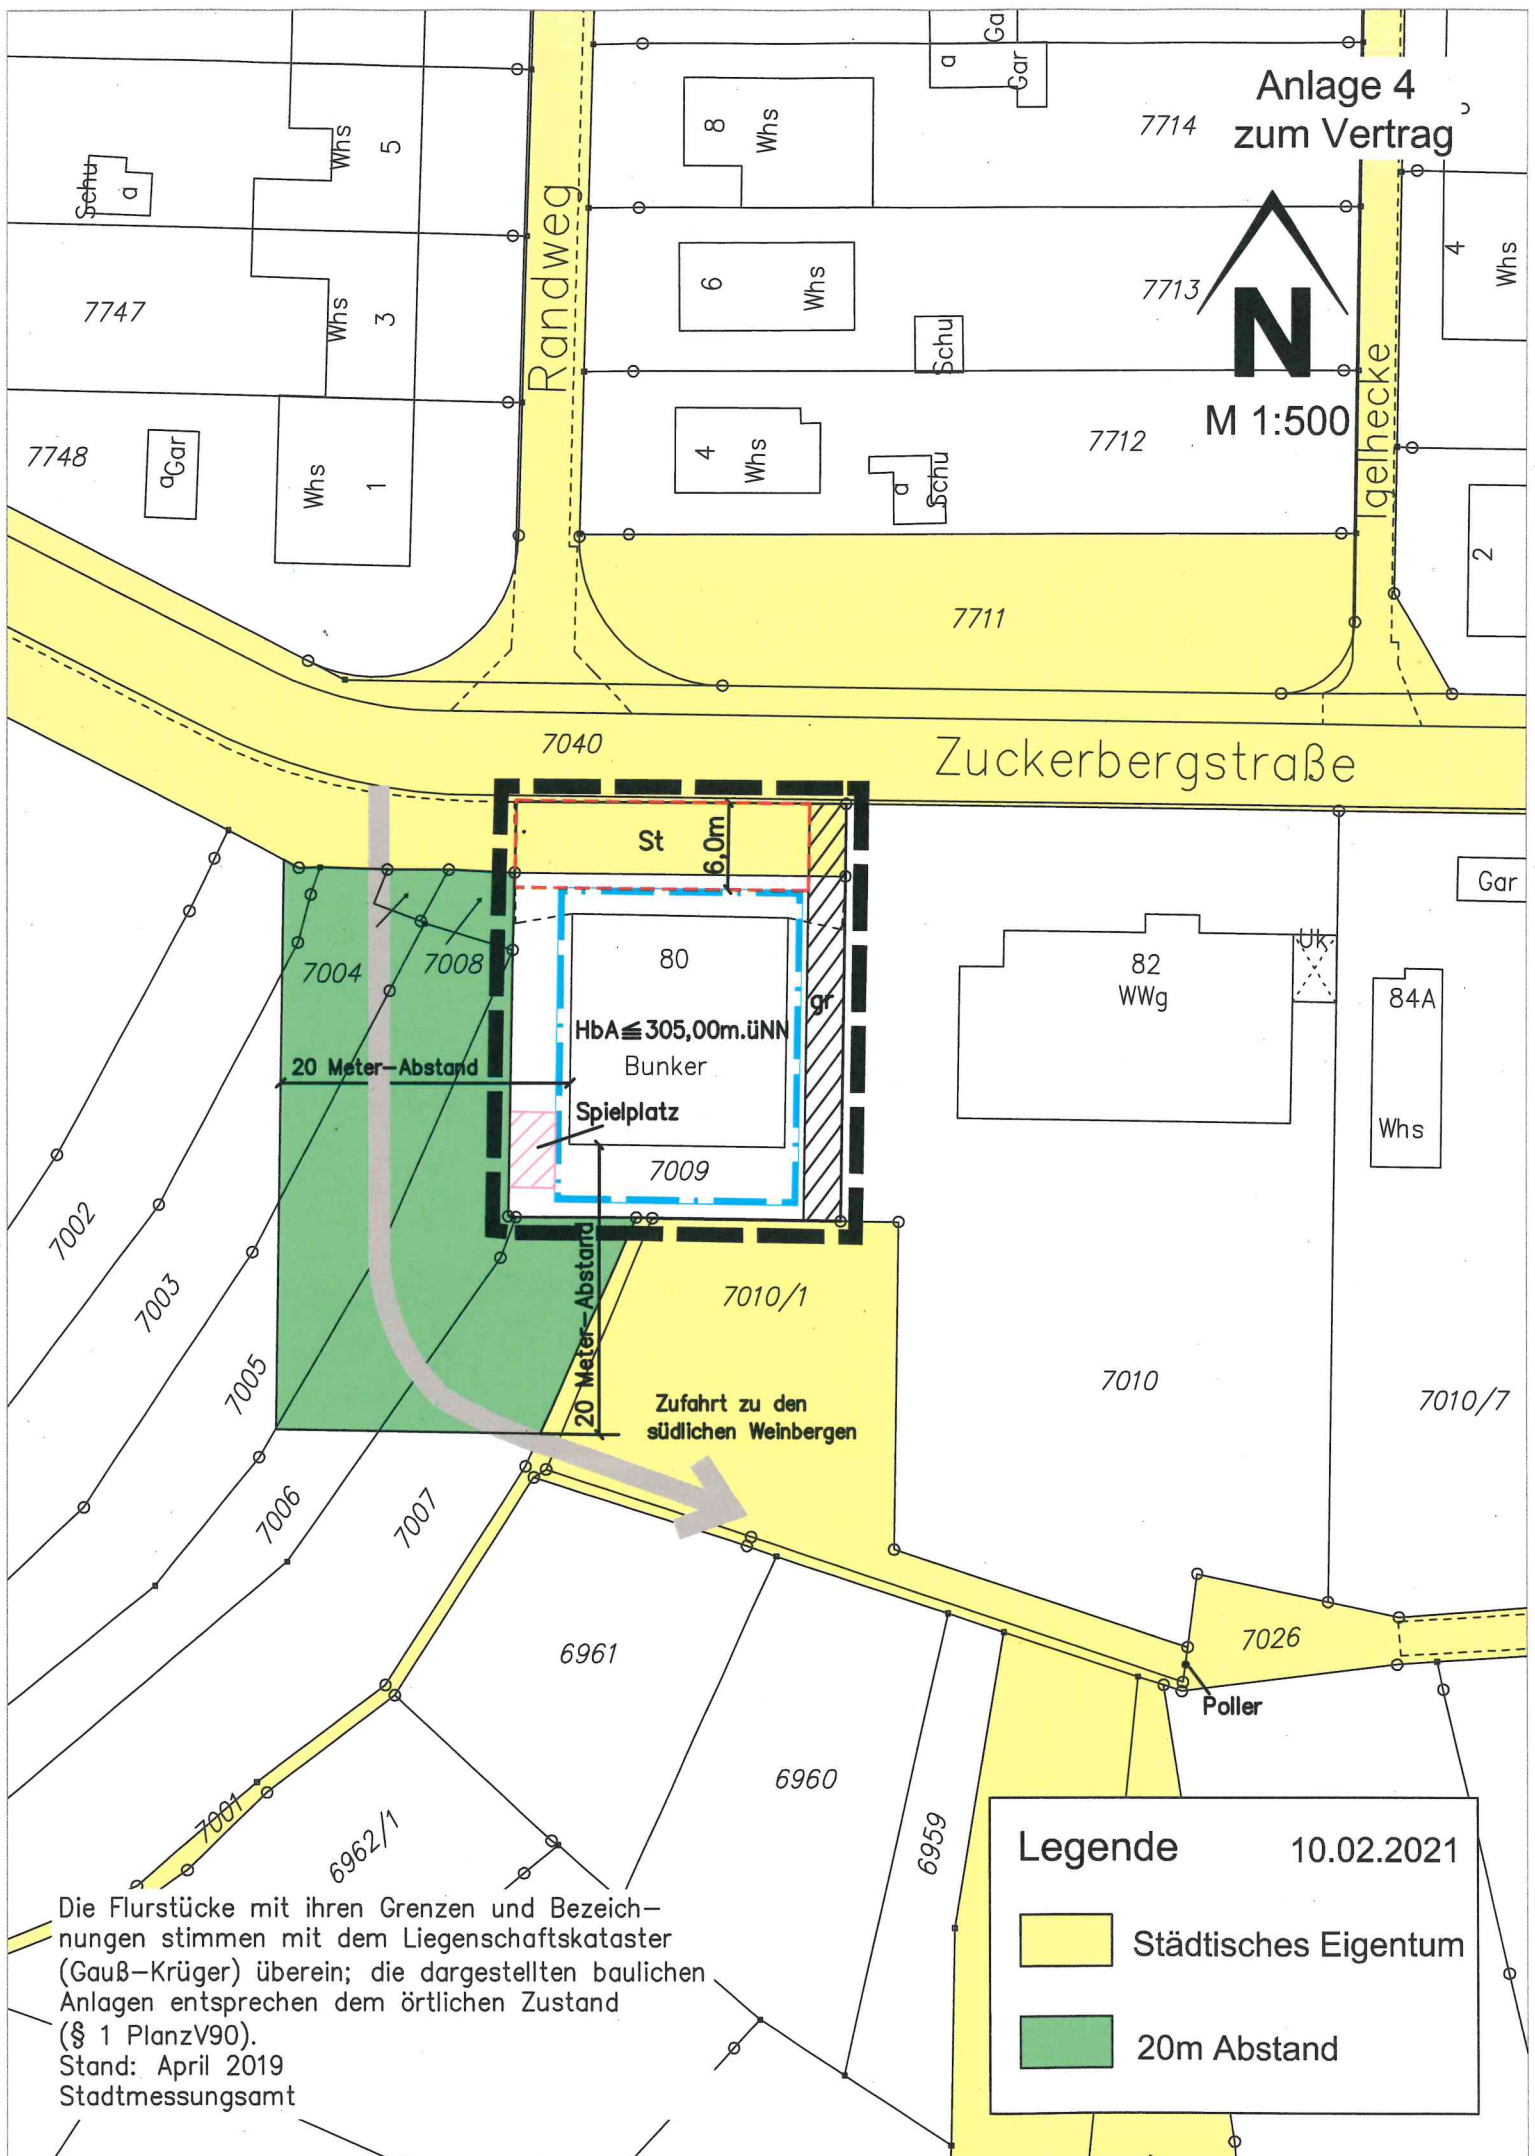 Anlage 4
zum Vertrag
N
M 1:500
Ga
a
Gar
8
Whs
7714
Whs
5
Schu
a
Randweg
6
Whs
7713
Schu
4
Whs
7747
Whs
3
4
Whs
7712
a
Schu
Igelhecke
7748
a
Gar
Whs
1
2
7711
7040
Zuckerbergstraße
St
6,0m
Gar
80
82
WWg
Uk
84A
Whs
7004
7008
gr
HbA≦305,00m.üNN
Bunker
20 Meter-Abstand
Spielplatz
7009
7002
7003
7005
7006
7007
20 Meter-Abstand
7010/1
7010
7010/7
Zufahrt zu den
südlichen Weinbergen
6961
7026
Poller
6960
6959
7001
6962/1
Die Flurstücke mit ihren Grenzen und Bezeich-
nungen stimmen mit dem Liegenschaftskataster
(Gauß-Krüger) überein; die dargestellten baulichen
Anlagen entsprechen dem örtlichen Zustand
(§ 1 PlanzV90).
Stand: April 2019
Stadtmessungsamt
Legende 10.02.2021
Städtisches Eigentum
20m Abstand